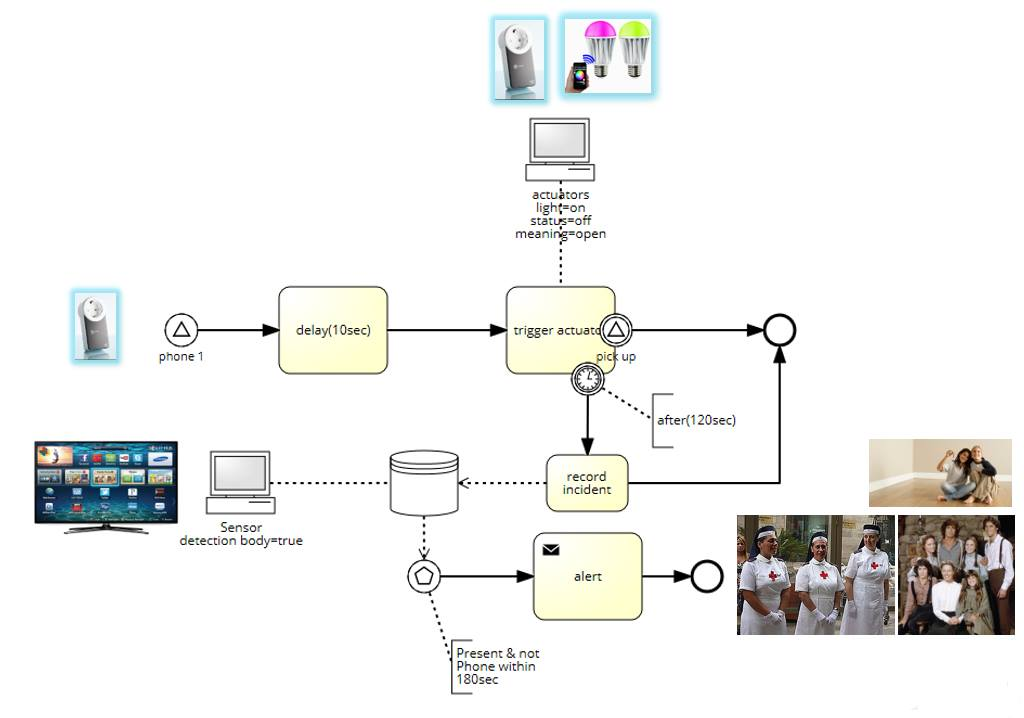 actuators
light=on
status=off
meaning=open
phone 1
delay(10sec)
trigger actuato
pick up
after(120sec)
record
incident
Sensor
detection body=true
alert
Present & not
Phone within
180sec